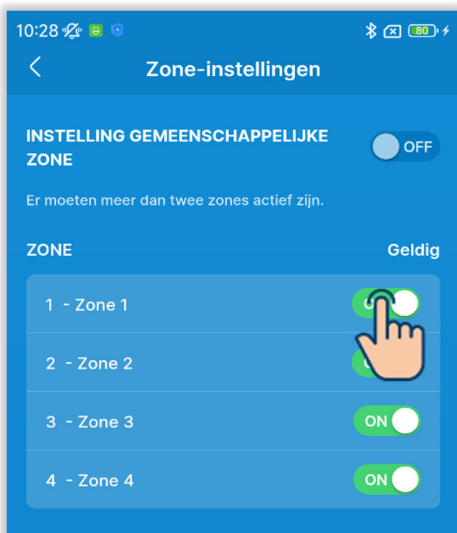 10:28
80
Zone-instellingen
INSTELLING GEMEENSCHAPPELIJKE
ZONE
OFF
Er moeten meer dan twee zones actief zijn.
ZONE
Geldig
1 - Zone 1
2 - Zone 2
3 - Zone 3
ON
4 - Zone 4
ON